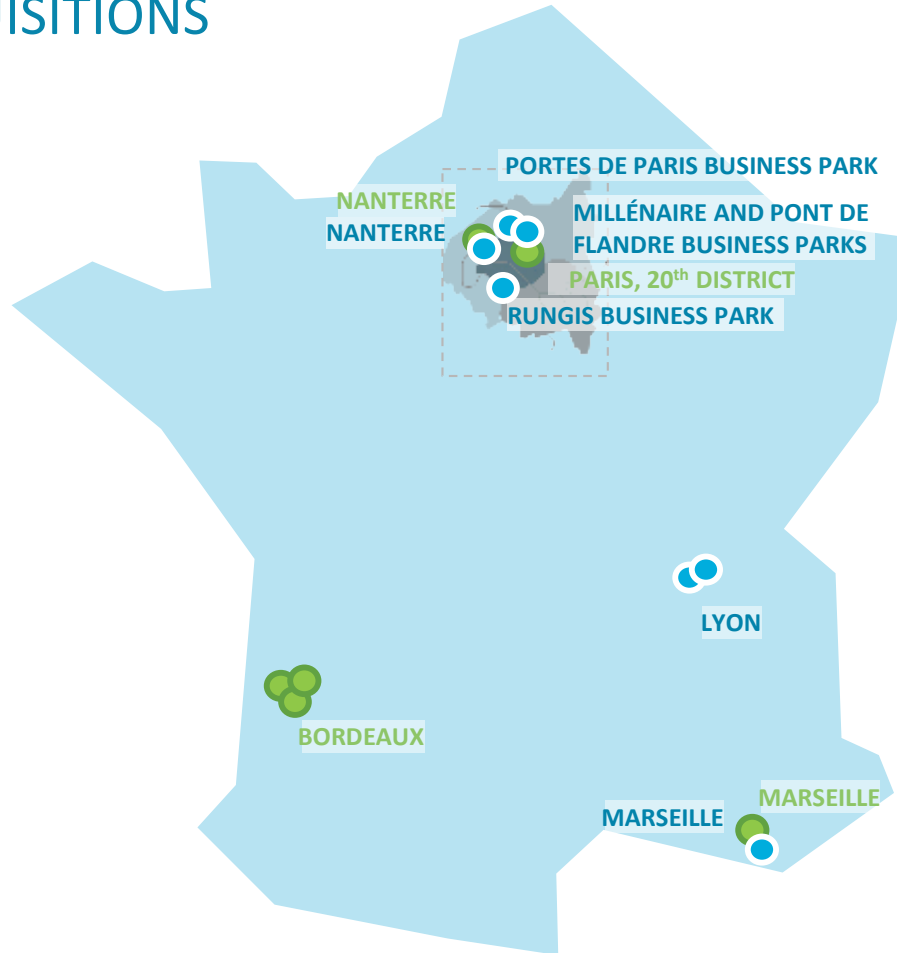 UISITIONS
PORTES DE PARIS BUSINESS PARK
NANTERRE
NANTERRE
MILLÉNAIRE AND PONT DE
FLANDRE BUSINESS PARKS
PARIS, 20th DISTRICT
RUNGIS BUSINESS PARK
LYON
BORDEAUX
MARSEILLE
MARSEILLE